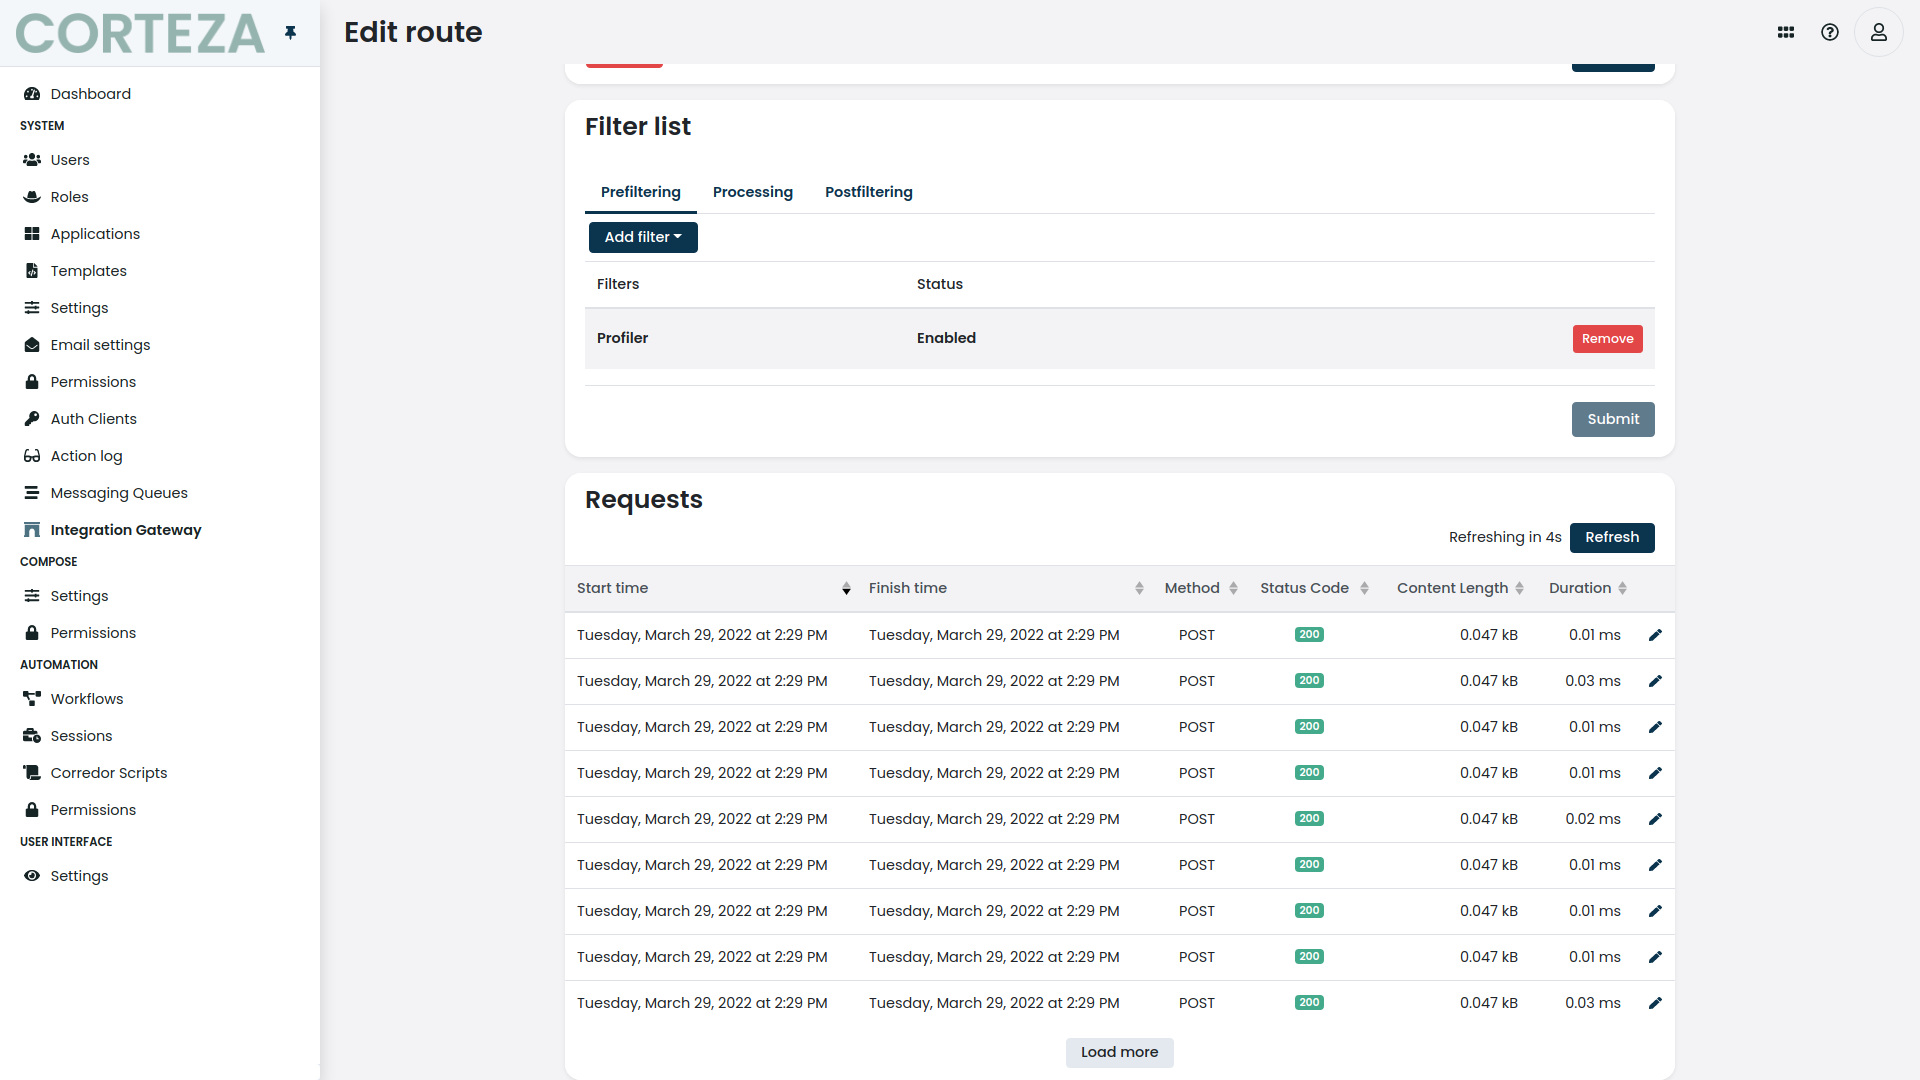 CORTEZA
Edit route
Dashboard
SYSTEM
Users
Roles
Applications
Templates
Settings
Email settings
Permissions
Auth Clients
Action log
Messaging Queues
Integration Gateway
COMPOSE
Settings
Permissions
AUTOMATION
Workflows
Sessions
Corredor Scripts
Permissions
USER INTERFACE
Settings
Filter list
Prefiltering Processing Postfiltering
Add filter
Filters Status
Profiler Enabled Remove
Submit
Requests
Refreshing in 4s Refresh
Start time Finish time Method Status Code Content Length Duration
Tuesday, March 29, 2022 at 2:29 PM Tuesday, March 29, 2022 at 2:29 PM POST 200 0.047 kB 0.01 ms
Tuesday, March 29, 2022 at 2:29 PM Tuesday, March 29, 2022 at 2:29 PM POST 200 0.047 kB 0.03 ms
Tuesday, March 29, 2022 at 2:29 PM Tuesday, March 29, 2022 at 2:29 PM POST 200 0.047 kB 0.01 ms
Tuesday, March 29, 2022 at 2:29 PM Tuesday, March 29, 2022 at 2:29 PM POST 200 0.047 kB 0.01 ms
Tuesday, March 29, 2022 at 2:29 PM Tuesday, March 29, 2022 at 2:29 PM POST 200 0.047 kB 0.02 ms
Tuesday, March 29, 2022 at 2:29 PM Tuesday, March 29, 2022 at 2:29 PM POST 200 0.047 kB 0.01 ms
Tuesday, March 29, 2022 at 2:29 PM Tuesday, March 29, 2022 at 2:29 PM POST 200 0.047 kB 0.01 ms
Tuesday, March 29, 2022 at 2:29 PM Tuesday, March 29, 2022 at 2:29 PM POST 200 0.047 kB 0.01 ms
Tuesday, March 29, 2022 at 2:29 PM Tuesday, March 29, 2022 at 2:29 PM POST 200 0.047 kB 0.03 ms
Load more